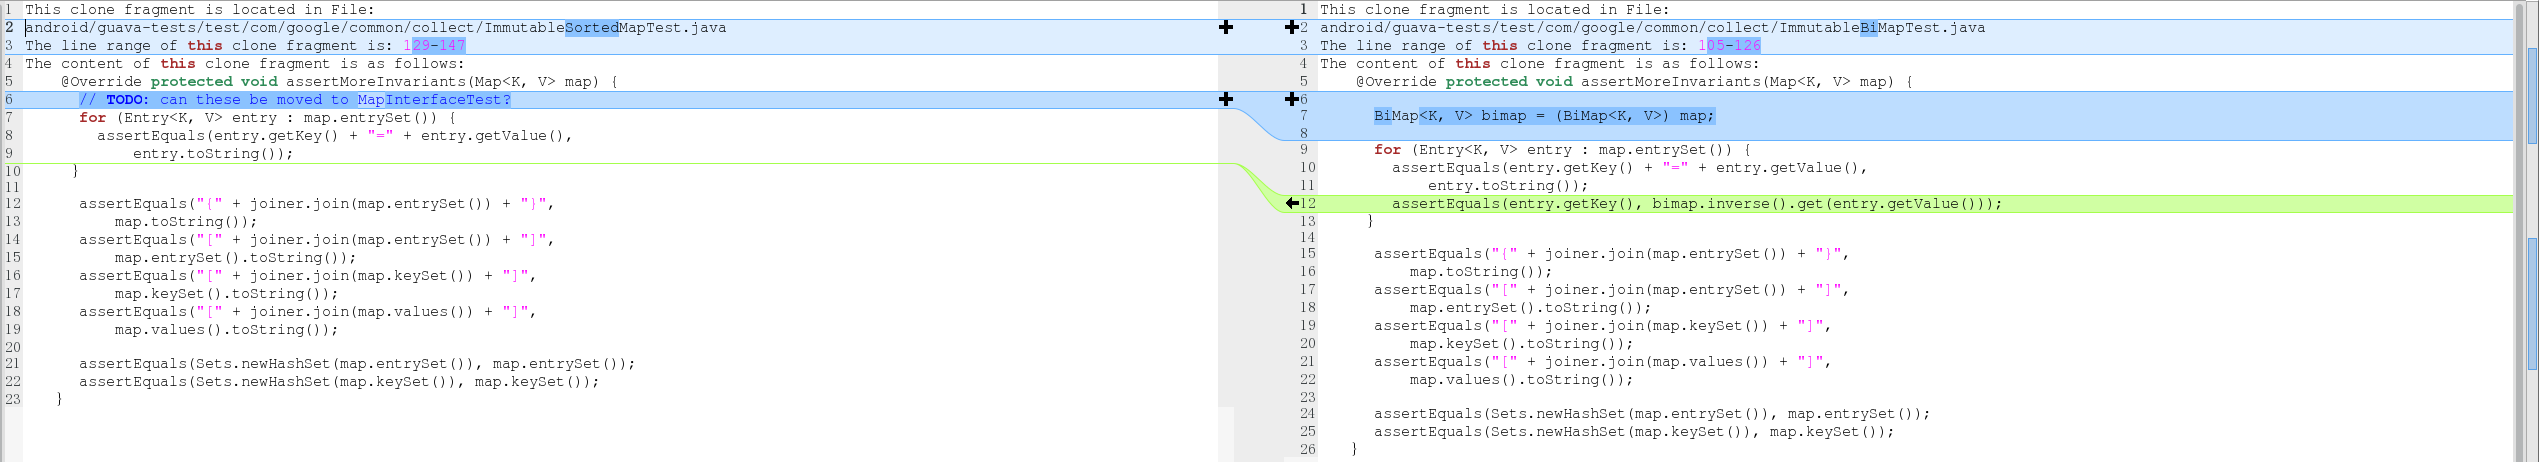 1 This clone fragment is located in File:
2 android/guava-tests/test/com/google/common/collect/ImmutableSortedMapTest.java
3 The line range of this clone fragment is: 129-147
4 The content of this clone fragment is as follows:
5     @Override protected void assertMoreInvariants(Map<K, V> map) {
6       // TODO: can these be moved to MapInterfaceTest?
7       for (Entry<K, V> entry : map.entrySet()) {
8         assertEquals(entry.getKey() + "=" + entry.getValue(),
9             entry.toString());
10      }
11
12      assertEquals("{" + joiner.join(map.entrySet()) + "}",
13          map.toString());
14      assertEquals("[" + joiner.join(map.entrySet()) + "]",
15          map.entrySet().toString());
16      assertEquals("[" + joiner.join(map.keySet()) + "]",
17          map.keySet().toString());
18      assertEquals("[" + joiner.join(map.values()) + "]",
19          map.values().toString());
20
21      assertEquals(Sets.newHashSet(map.entrySet()), map.entrySet());
22      assertEquals(Sets.newHashSet(map.keySet()), map.keySet());
23    }
1 This clone fragment is located in File:
2 android/guava-tests/test/com/google/common/collect/ImmutableBiMapTest.java
3 The line range of this clone fragment is: 105-126
4 The content of this clone fragment is as follows:
5     @Override protected void assertMoreInvariants(Map<K, V> map) {
6
7       BiMap<K, V> bimap = (BiMap<K, V>) map;
8
9       for (Entry<K, V> entry : map.entrySet()) {
10        assertEquals(entry.getKey() + "=" + entry.getValue(),
11            entry.toString());
12        assertEquals(entry.getKey(), bimap.inverse().get(entry.getValue()));
13      }
14
15      assertEquals("{" + joiner.join(map.entrySet()) + "}",
16          map.toString());
17      assertEquals("[" + joiner.join(map.entrySet()) + "]",
18          map.entrySet().toString());
19      assertEquals("[" + joiner.join(map.keySet()) + "]",
20          map.keySet().toString());
21      assertEquals("[" + joiner.join(map.values()) + "]",
22          map.values().toString());
23
24      assertEquals(Sets.newHashSet(map.entrySet()), map.entrySet());
25      assertEquals(Sets.newHashSet(map.keySet()), map.keySet());
26    }